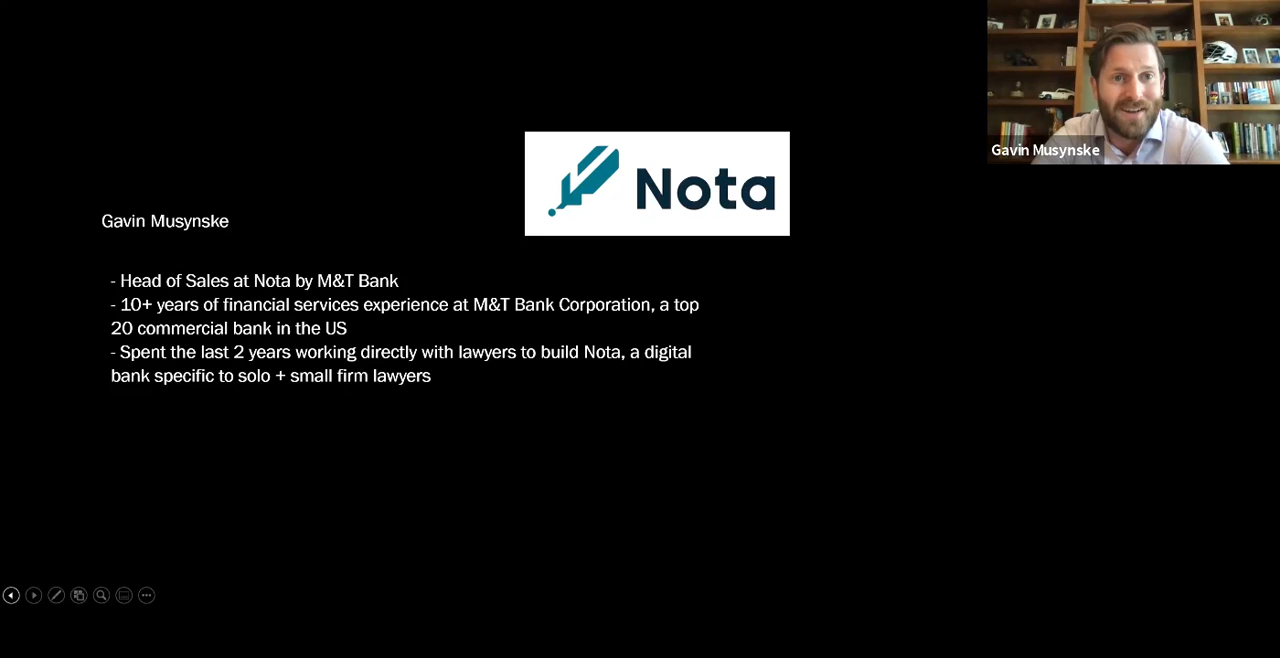 Gavin Musynske
Nota
Gavin Musynske
- Head of Sales at Nota by M&T Bank
- 10+ years of financial services experience at M&T Bank Corporation, a top
20 commercial bank in the US
- Spent the last 2 years working directly with lawyers to build Nota, a digital
bank specific to solo + small firm lawyers